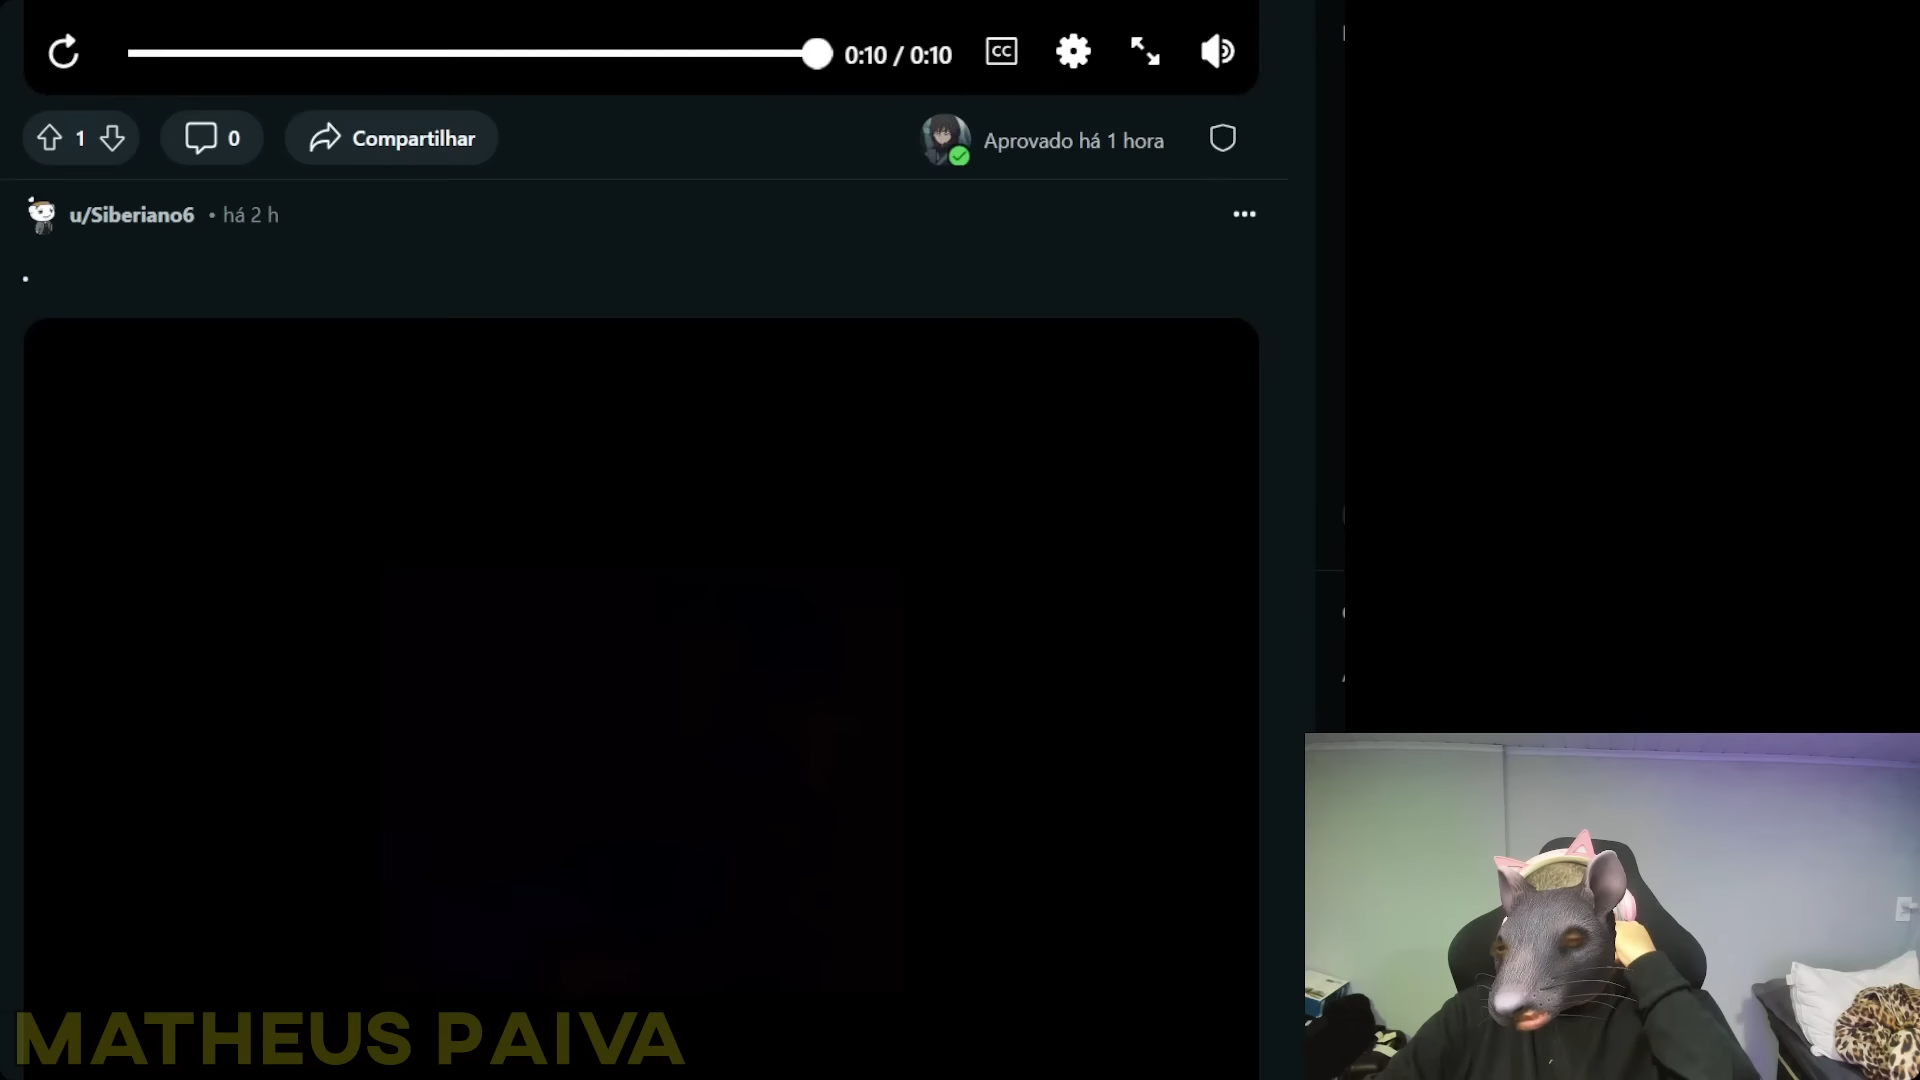 0:10 / 0:10
CC
1
0
Compartilhar
Aprovado há 1 hora
u/Siberiano6 • há 2 h
.
MATHEUS PAIVA